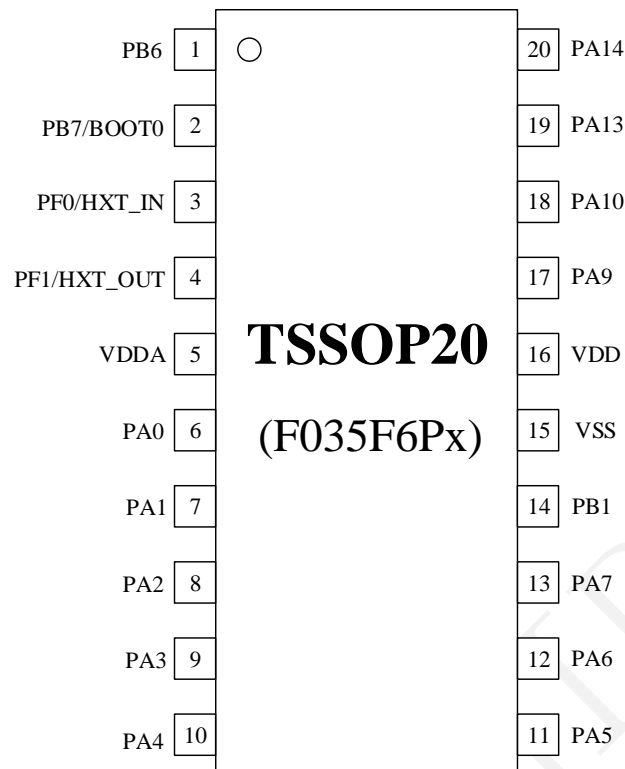 PB6 1 20 PA14
PB7/BOOT0 2 19 PA13
PF0/HXT_IN 3 18 PA10
PF1/HXT_OUT 4 17 PA9
TSSOP20
VDDA 5 16 VDD
(F035F6Px)
PA0 6 15 VSS
PA1 7 14 PB1
PA2 8 13 PA7
PA3 9 12 PA6
PA4 10 11 PA5